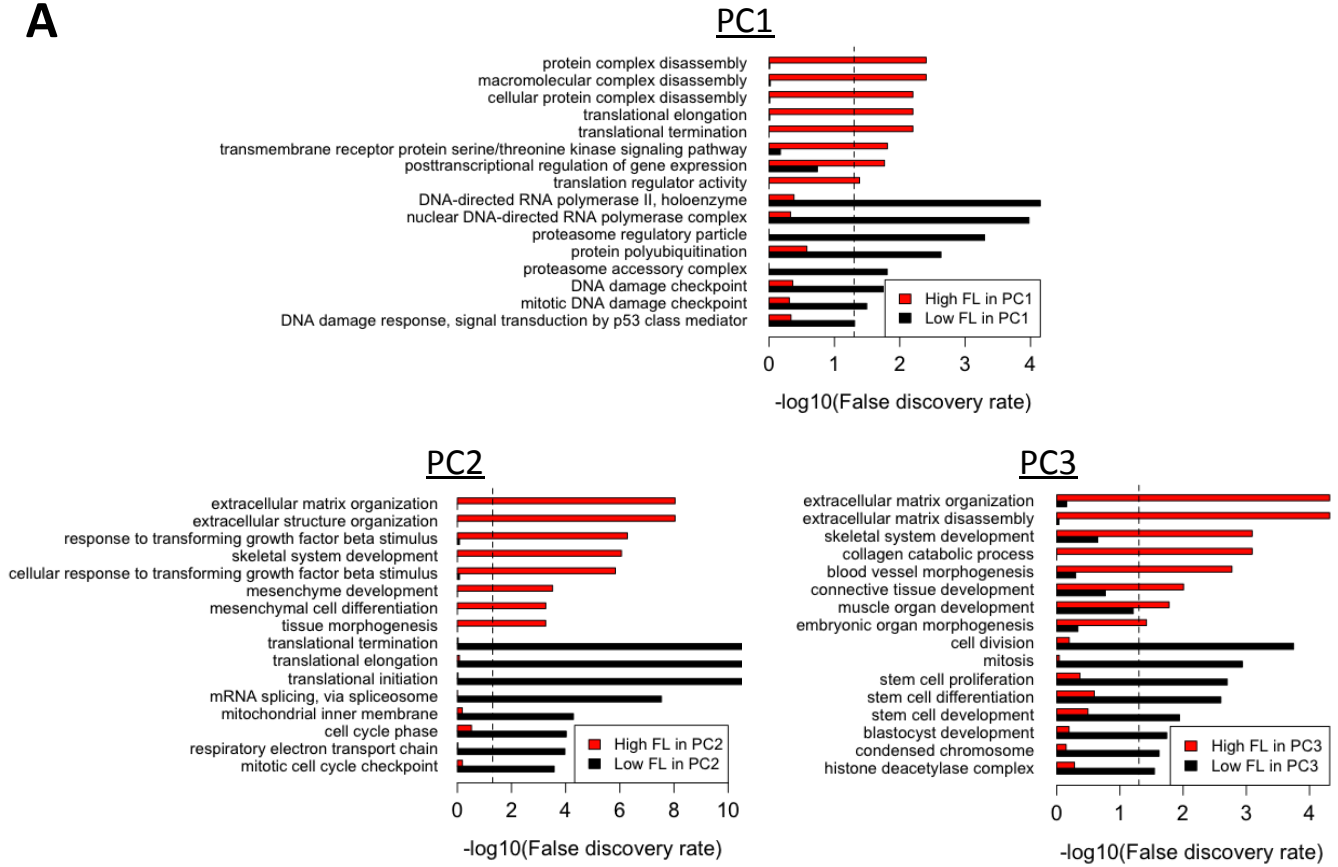 A
PC1
protein complex disassembly
macromolecular complex disassembly
cellular protein complex disassembly
translational elongation
translational termination
transmembrane receptor protein serine/threonine kinase signaling pathway
posttranscriptional regulation of gene expression
translation regulator activity
DNA-directed RNA polymerase II, holoenzyme
nuclear DNA-directed RNA polymerase complex
proteasome regulatory particle
protein polyubiquitination
proteasome accessory complex
DNA damage checkpoint
mitotic DNA damage checkpoint
DNA damage response, signal transduction by p53 class mediator
High FL in PC1
Low FL in PC1
0 1 2 3 4
-log10(False discovery rate)
PC2
extracellular matrix organization
extracellular structure organization
response to transforming growth factor beta stimulus
skeletal system development
cellular response to transforming growth factor beta stimulus
mesenchyme development
mesenchymal cell differentiation
tissue morphogenesis
translational termination
translational elongation
translational initiation
mRNA splicing, via spliceosome
mitochondrial inner membrane
cell cycle phase
respiratory electron transport chain
mitotic cell cycle checkpoint
High FL in PC2
Low FL in PC2
0 2 4 6 8 10
-log10(False discovery rate)
PC3
extracellular matrix organization
extracellular matrix disassembly
skeletal system development
collagen catabolic process
blood vessel morphogenesis
connective tissue development
muscle organ development
embryonic organ morphogenesis
cell division
mitosis
stem cell proliferation
stem cell differentiation
stem cell development
blastocyst development
condensed chromosome
histone deacetylase complex
High FL in PC3
Low FL in PC3
0 1 2 3 4
-log10(False discovery rate)